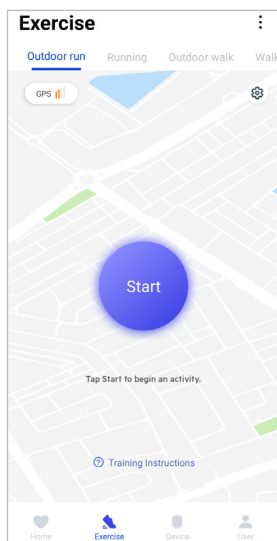 Exercise
Outdoor run Running Outdoor walk Walk
GPS
Start
Tap Start to begin an activity.
Training Instructions
Home Exercise Device User